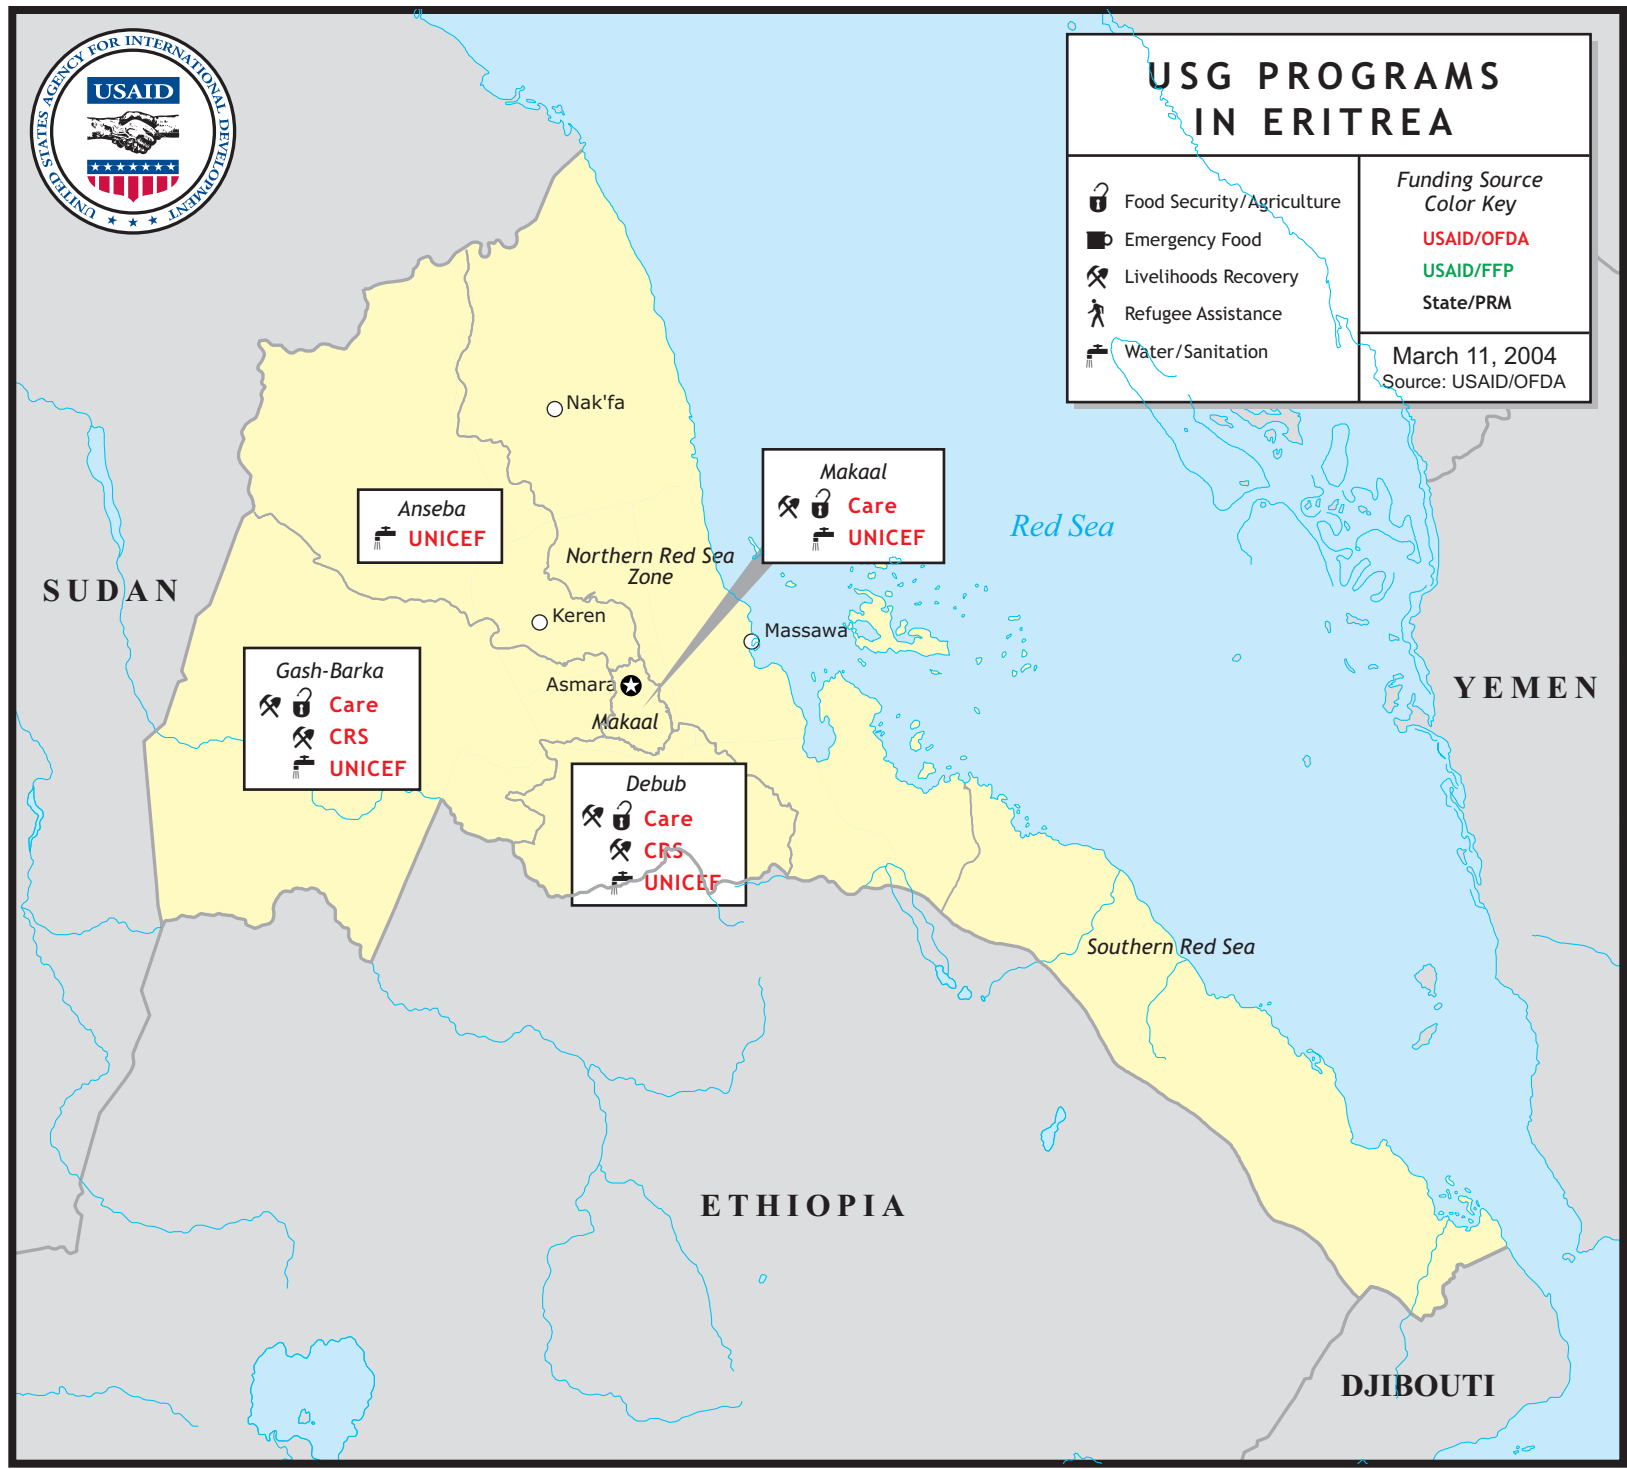 UNITED STATES AGENCY FOR INTERNATIONAL DEVELOPMENT
USAID
USG PROGRAMS
IN ERITREA
Food Security/Agriculture
Emergency Food
Livelihoods Recovery
Refugee Assistance
Water/Sanitation
Funding Source
Color Key
USAID/OFDA
USAID/FFP
State/PRM
March 11, 2004
Source: USAID/OFDA
Nak'fa
Makaal
Care
UNICEF
Anseba
UNICEF
Red Sea
Northern Red Sea
Zone
SUDAN
Keren
Massawa
Gash-Barka
Care
CRS
UNICEF
Asmara
Makaal
YEMEN
Debub
Care
CRS
UNICEF
Southern Red Sea
ETHIOPIA
DJIBOUTI